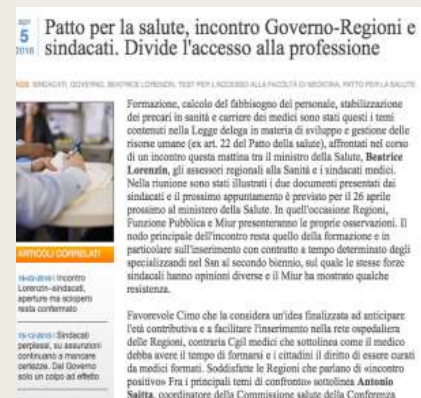 apr
5
2016
Patto per la salute, incontro Governo-Regioni e
sindacati. Divide l'accesso alla professione
TAGS: SINDACATI, GOVERNO, BEATRICE LORENZIN, TEST PER L'ACCESSO ALLA FACOLTÀ DI MEDICINA, PATTO PER LA SALUTE
Formazione, calcolo del fabbisogno del personale, stabilizzazione
dei precari in sanità e carriere dei medici sono stati questi i temi
contenuti nella Legge delega in materia di sviluppo e gestione delle
risorse umane (ex art. 22 del Patto della salute), affrontati nel corso
di un incontro questa mattina tra il ministro della Salute, Beatrice
Lorenzin, gli assessori regionali alla Sanità e i sindacati medici.
Nella riunione sono stati illustrati i due documenti presentati dai
sindacati e il prossimo appuntamento è previsto per il 26 aprile
prossimo al ministero della Salute. In quell'occasione Regioni,
Funzione Pubblica e Miur presenteranno le proprie osservazioni. Il
nodo principale dell'incontro resta quello della formazione e in
particolare sull'inserimento con contratto a tempo determinato degli
specializzandi nel Ssn al secondo biennio, sul quale le stesse forze
sindacali hanno opinioni diverse e il Miur ha mostrato qualche
resistenza.
Favorevole Cimo che la considera un'idea finalizzata ad anticipare
l'età contributiva e a facilitare l'inserimento nella rete ospedaliera
delle Regioni, contraria Cgil medici che sottolinea come il medico
debba avere il tempo di formarsi e i cittadini il diritto di essere curati
da medici formati. Soddisfatte le Regioni che parlano di «incontro
positivo» Fra i principali temi di confronto» sottolinea Antonio
Saitta, coordinatore della Commissione salute della Conferenza
ARTICOLI CORRELATI
Incontro
Lorenzin-sindacati,
aperture ma sciopero
resta confermato
Sindacati
perplessi, su assunzioni
continuano a mancare
certezze. Dal Governo
solo un colpo ad effetto